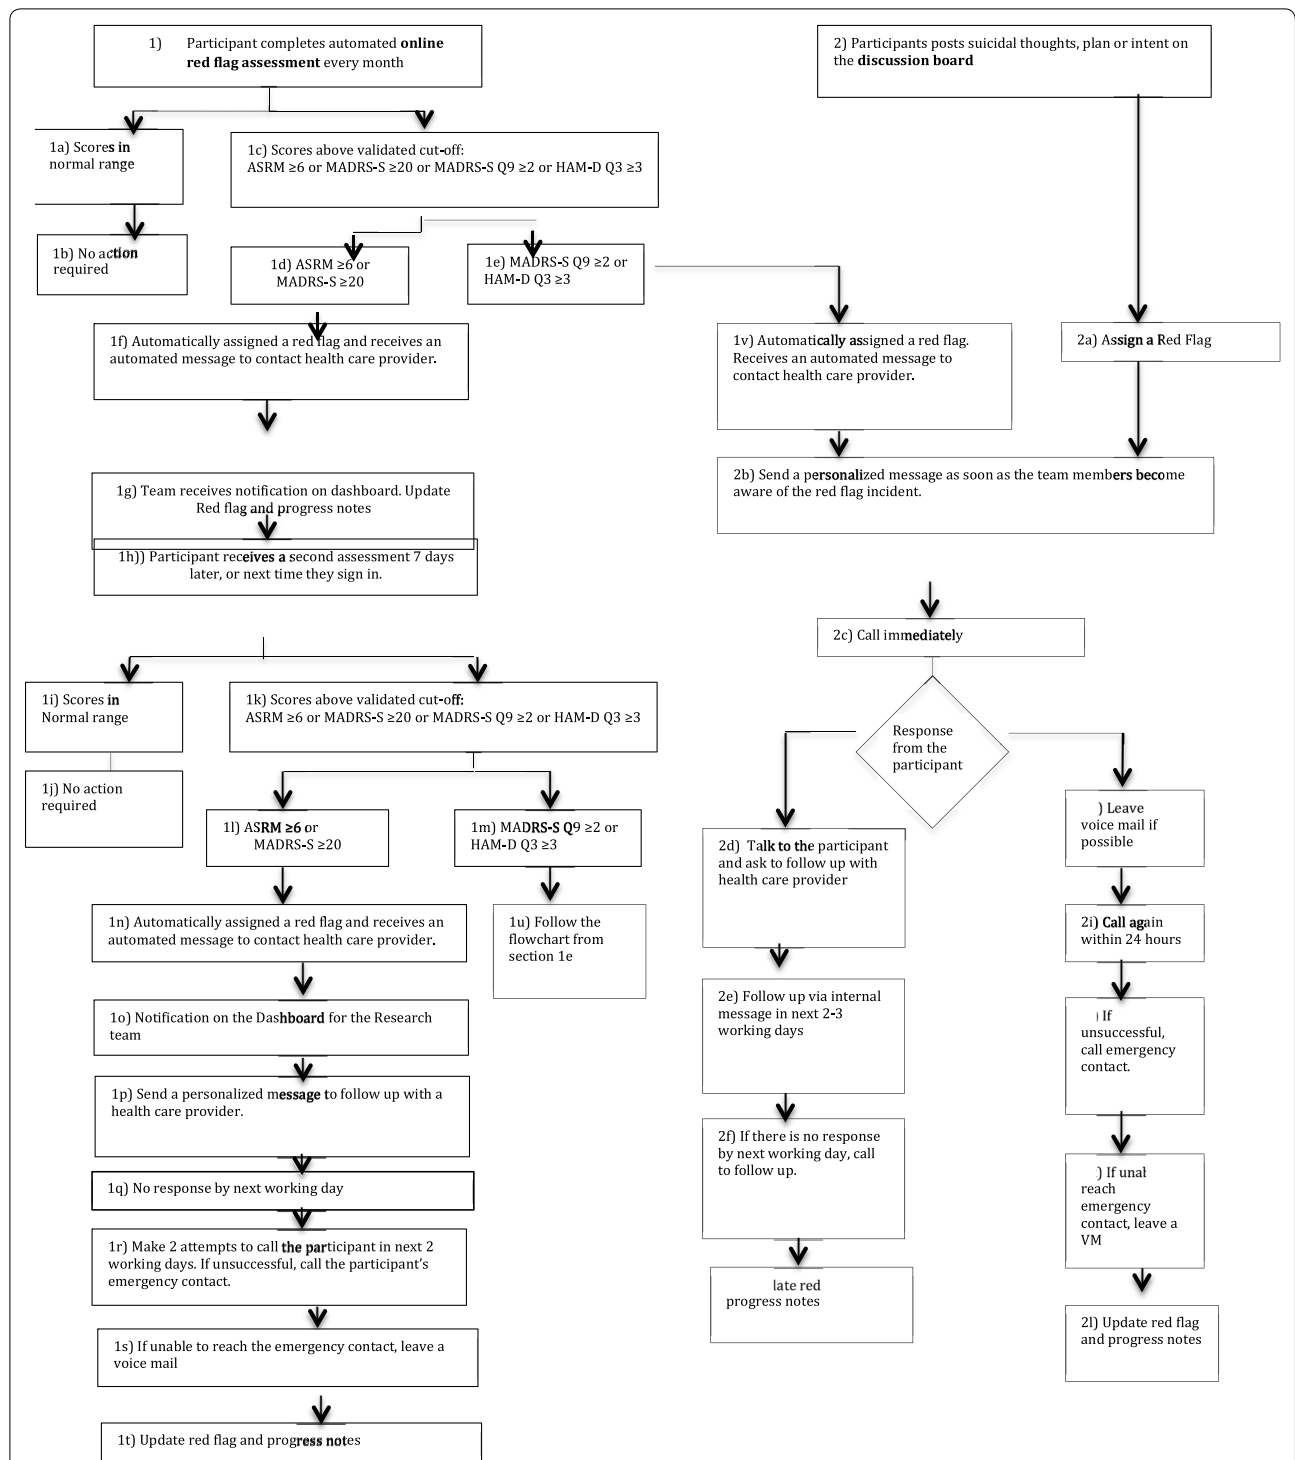 1) Participant completes automated online
red flag assessment every month
2) Participants posts suicidal thoughts, plan or intent on
the discussion board
1a) Scores in
normal range
1c) Scores above validated cut-off:
ASRM ≥6 or MADRS-S ≥20 or MADRS-S Q9 ≥2 or HAM-D Q3 ≥3
1b) No action
required
1d) ASRM ≥6 or
MADRS-S ≥20
1e) MADRS-S Q9 ≥2 or
HAM-D Q3 ≥3
1f) Automatically assigned a red flag and receives an
automated message to contact health care provider.
1v) Automatically assigned a red flag.
Receives an automated message to
contact health care provider.
2a) Assign a Red Flag
2b) Send a personalized message as soon as the team members become
aware of the red flag incident.
1g) Team receives notification on dashboard. Update
Red flag and progress notes
1h)) Participant receives a second assessment 7 days
later, or next time they sign in.
2c) Call immediately
1i) Scores in
Normal range
1k) Scores above validated cut-off:
ASRM ≥6 or MADRS-S ≥20 or MADRS-S Q9 ≥2 or HAM-D Q3 ≥3
Response
from the
participant
1j) No action
required
1l) ASRM ≥6 or
MADRS-S ≥20
1m) MADRS-S Q9 ≥2 or
HAM-D Q3 ≥3
2d) Talk to the participant
and ask to follow up with
health care provider
) Leave
voice mail if
possible
1n) Automatically assigned a red flag and receives an
automated message to contact health care provider.
1u) Follow the
flowchart from
section 1e
2i) Call again
within 24 hours
1o) Notification on the Dashboard for the Research
team
2e) Follow up via internal
message in next 2-3
working days
) If
unsuccessful,
call emergency
contact.
1p) Send a personalized message to follow up with a
health care provider.
2f) If there is no response
by next working day, call
to follow up.
) If
reach
emergency
contact, leave a
VM
1q) No response by next working day
1r) Make 2 attempts to call the participant in next 2
working days. If unsuccessful, call the participant's
emergency contact.
red
progress notes
1s) If unable to reach the emergency contact, leave a
voice mail
2l) Update red flag
and progress notes
1t) Update red flag and progress notes